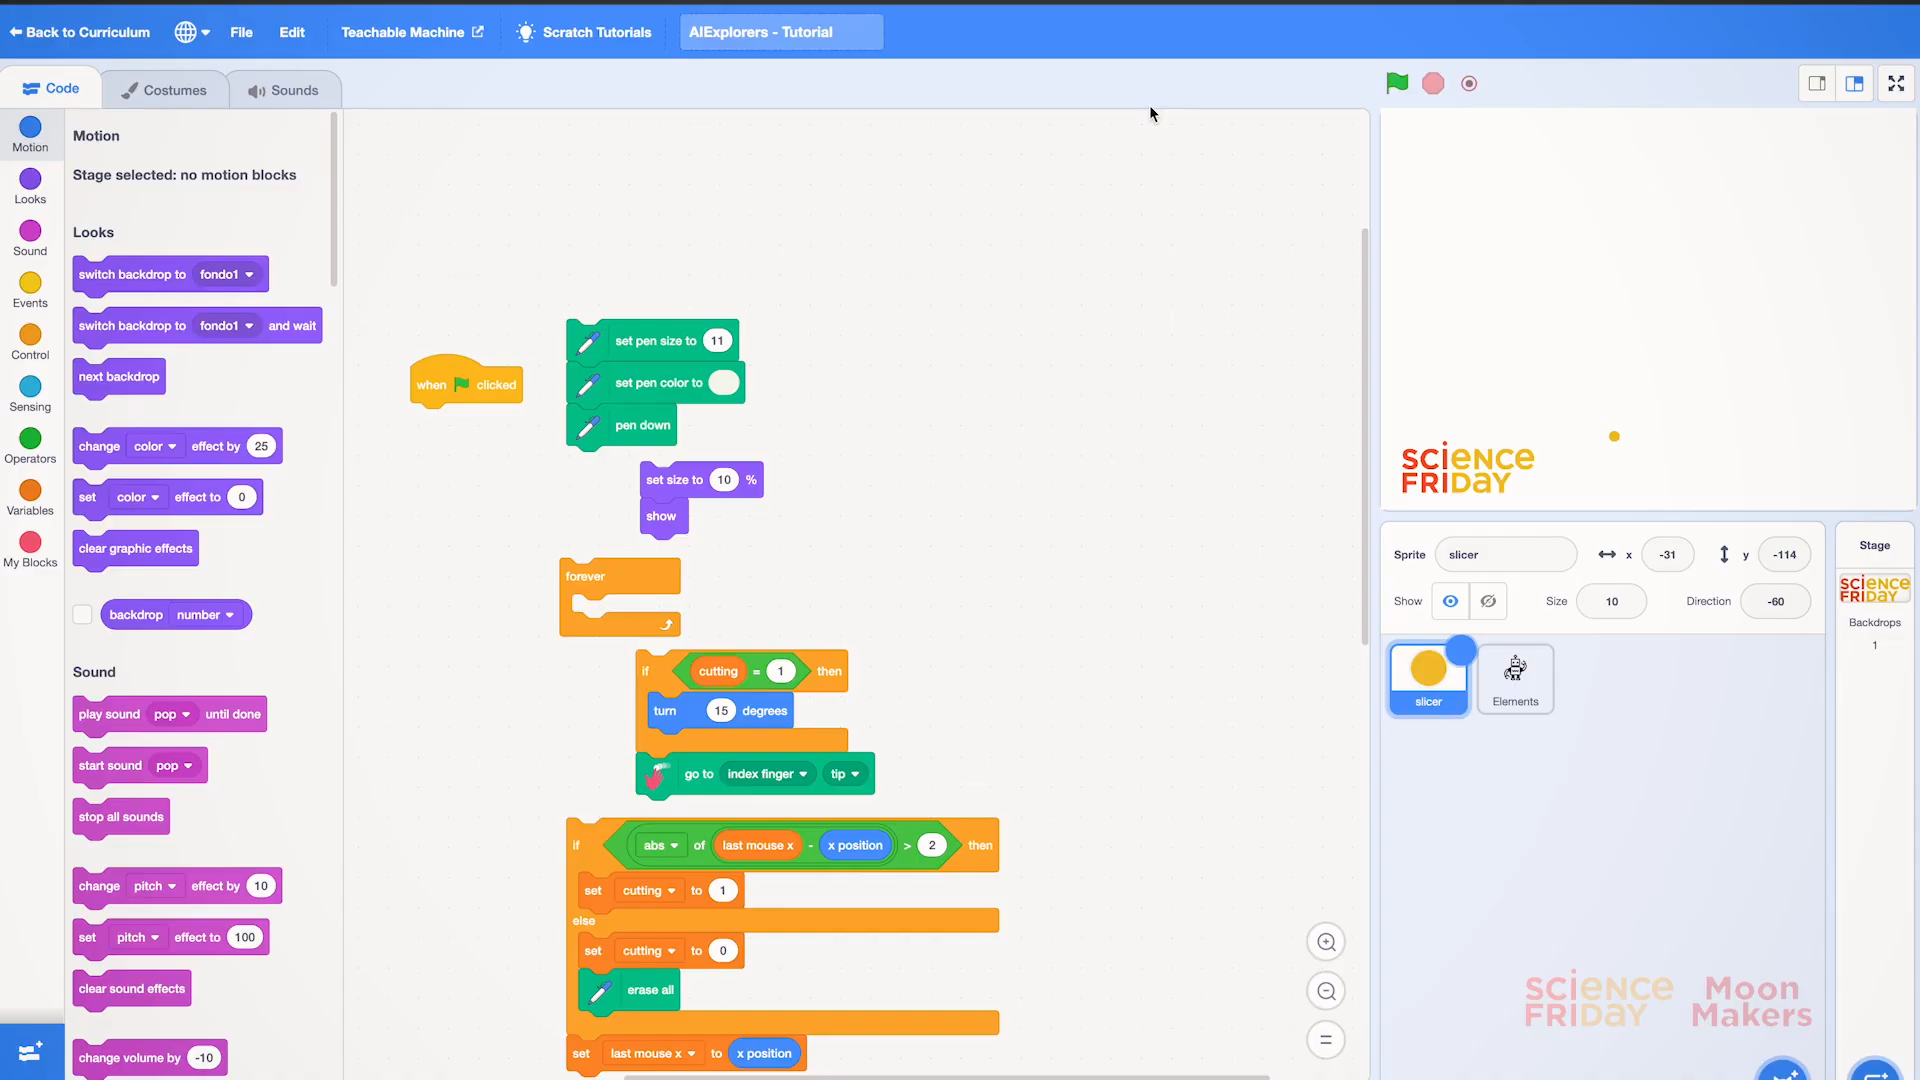 Back to Curriculum
File
Edit
Teachable Machine
Scratch Tutorials
AIExplorers - Tutorial
Code
Costumes
Sounds
Motion
Looks
Sound
Events
Control
Sensing
Operators
Variables
My Blocks
Motion
Stage selected: no motion blocks
Looks
switch backdrop to fondo1
switch backdrop to fondo1 and wait
next backdrop
change color effect by 25
set color effect to 0
clear graphic effects
backdrop number
Sound
play sound pop until done
start sound pop
stop all sounds
change pitch effect by 10
set pitch effect to 100
clear sound effects
change volume by -10
when clicked
set pen size to 11
set pen color to
pen down
set size to 10 %
show
forever
if cutting = 1 then
turn 15 degrees
go to index finger tip
if abs of last mouse x - x position > 2 then
set cutting to 1
else
set cutting to 0
erase all
set last mouse x to x position
SCIENCE
FRIDAY
Sprite slicer x -31 y -114
Show Size 10 Direction -60
slicer
Elements
Stage
SCIENCE
FRIDAY
Backdrops
1
SCIENCE
FRIDAY
Moon
Makers